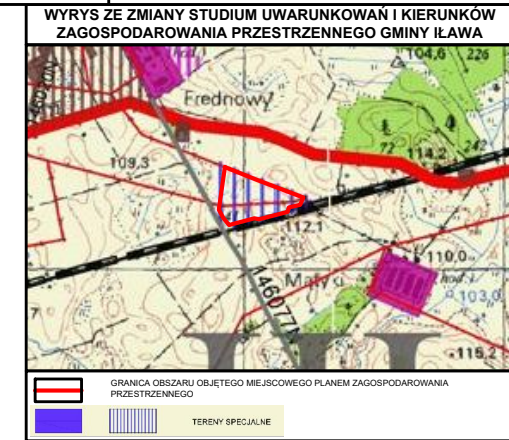 WYRYS ZE ZMIANY STUDIUM UWARUNKOWAŃ I KIERUNKÓW
ZAGOSPODAROWANIA PRZESTRZENNEGO GMINY IŁAWA
104,6
226
Frednowy
109,3
72
114,2
242
112,1
Mały
110,0
103,0
146077N
115,2
GRANICA OBSZARU OBJĘTEGO MIEJSCOWYM PLANEM ZAGOSPODAROWANIA
PRZESTRZENNEGO
TERENY SPECJALNE